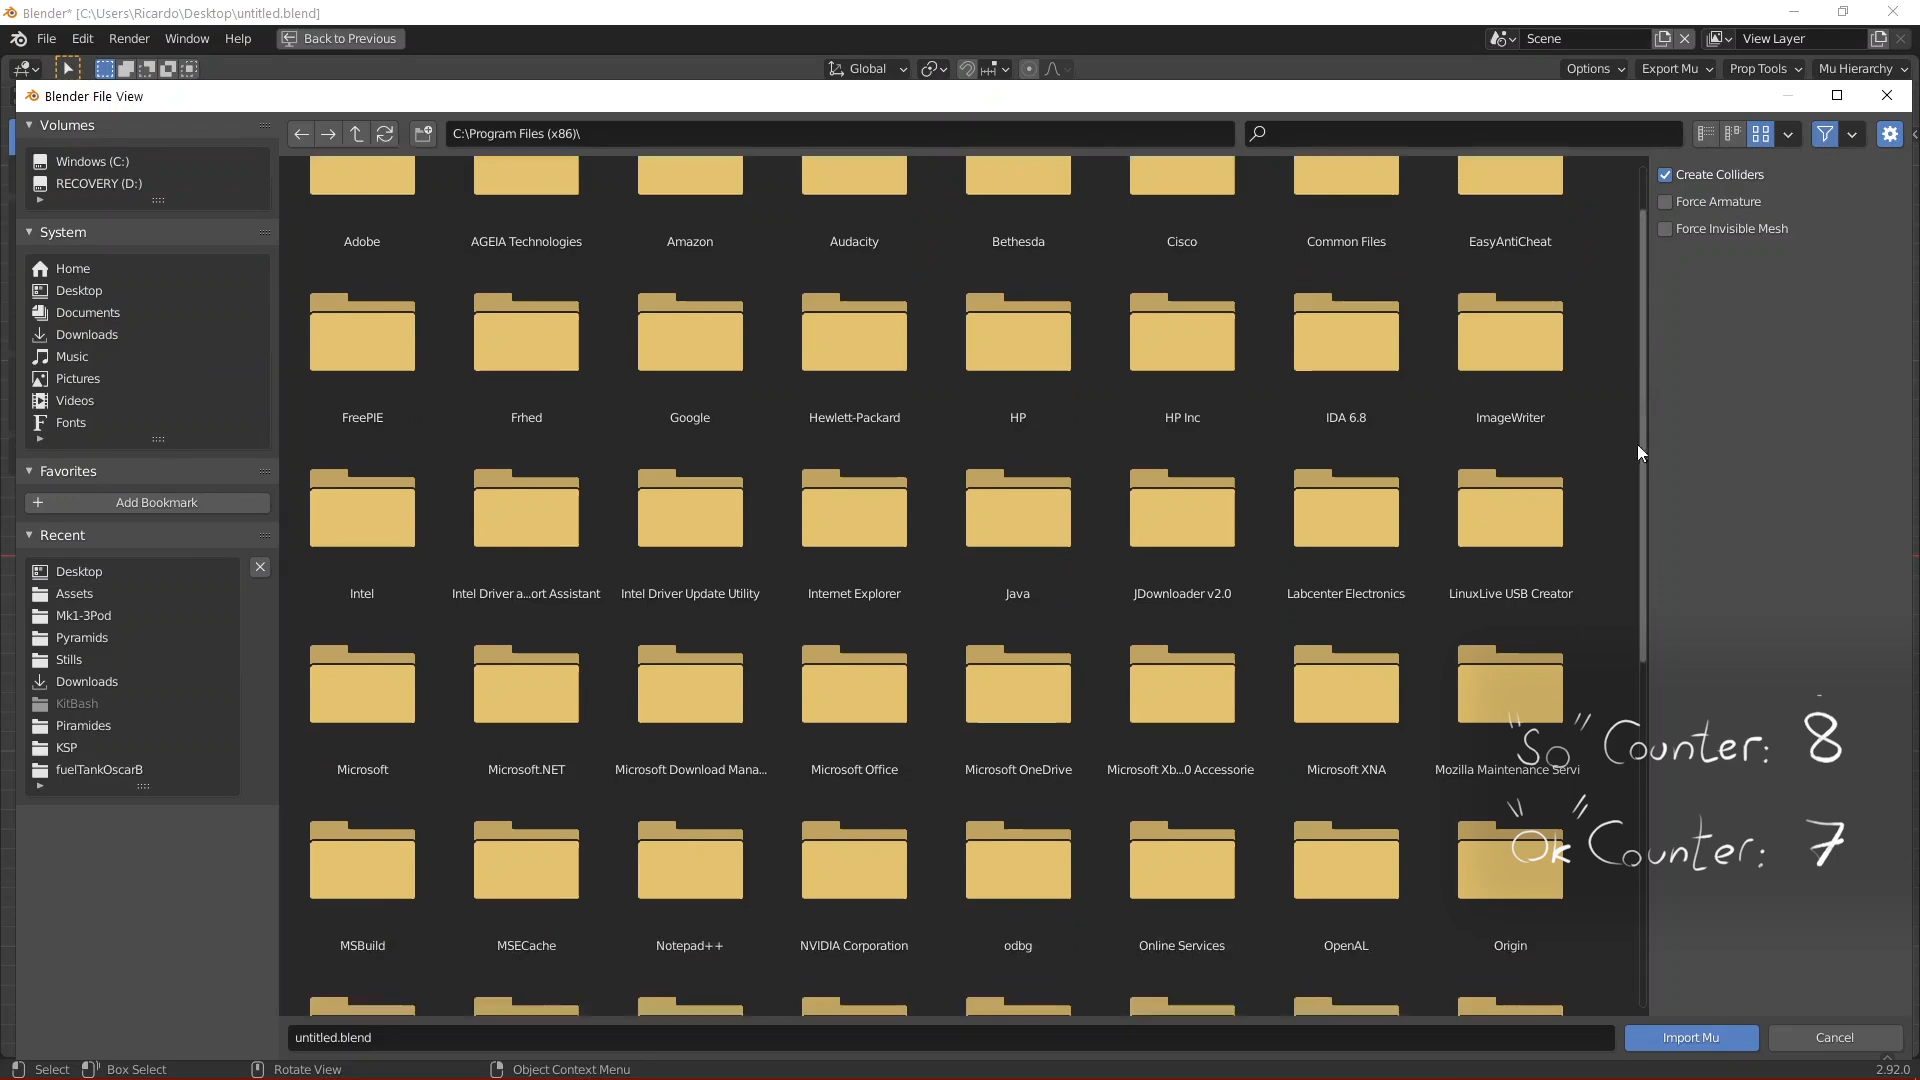 Blender* [C:\Users\Ricardo\Desktop\untitled.blend]
File Edit Render Window Help Back to Previous Scene View Layer
Global Options Export Mu Prop Tools Mu Hierarchy
Blender File View
Volumes
C:\Program Files (x86)\
Windows (C:)
RECOVERY (D:)
System
Home
Desktop
Documents
Downloads
Music
Pictures
Videos
Fonts
Favorites
Add Bookmark
Recent
Desktop
Assets
Mk1-3Pod
Pyramids
Stills
Downloads
KitBash
Piramides
KSP
fuelTankOscarB
Adobe AGEIA Technologies Amazon Audacity Bethesda Cisco Common Files EasyAntiCheat
FreePIE Frhed Google Hewlett-Packard HP HP Inc IDA 6.8 ImageWriter
Intel Intel Driver a...ort Assistant Intel Driver Update Utility Internet Explorer Java JDownloader v2.0 Labcenter Electronics LinuxLive USB Creator
Microsoft Microsoft.NET Microsoft Download Mana... Microsoft Office Microsoft OneDrive Microsoft Xb...0 Accessorie Microsoft XNA Mozilla Maintenance Servi
MSBuild MSECache Notepad++ NVIDIA Corporation odbg Online Services OpenAL Origin
Create Colliders
Force Armature
Force Invisible Mesh
"So" Counter: 8
"Ok" Counter: 7
untitled.blend Import Mu Cancel
Select Box Select Rotate View Object Context Menu 2.92.0